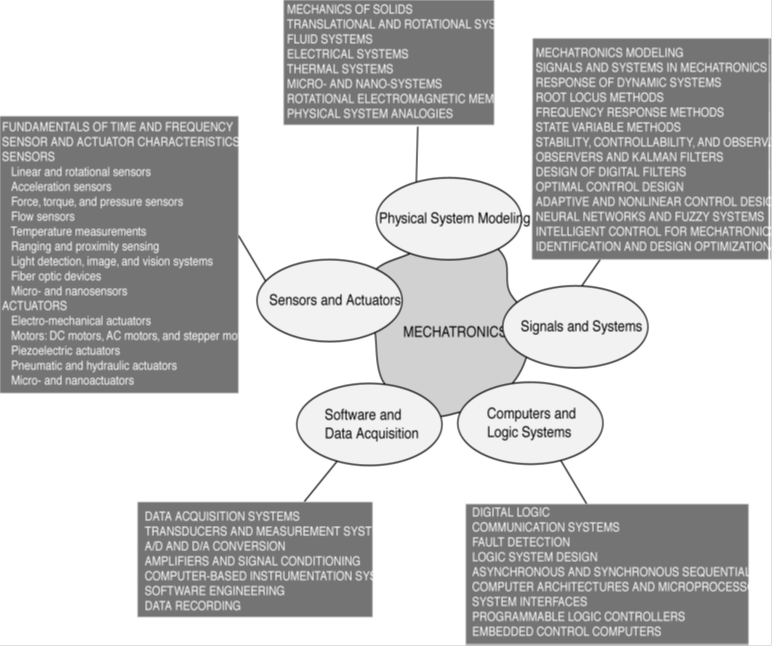 MECHANICS OF SOLIDS
TRANSLATIONAL AND ROTATIONAL SYS
FLUID SYSTEMS
ELECTRICAL SYSTEMS
THERMAL SYSTEMS
MICRO- AND NANO-SYSTEMS
ROTATIONAL ELECTROMAGNETIC MEM
PHYSICAL SYSTEM ANALOGIES
MECHATRONICS MODELING
SIGNALS AND SYSTEMS IN MECHATRONICS
RESPONSE OF DYNAMIC SYSTEMS
ROOT LOCUS METHODS
FREQUENCY RESPONSE METHODS
STATE VARIABLE METHODS
STABILITY, CONTROLLABILITY, AND OBSERV
OBSERVERS AND KALMAN FILTERS
DESIGN OF DIGITAL FILTERS
OPTIMAL CONTROL DESIGN
ADAPTIVE AND NONLINEAR CONTROL DESIG
NEURAL NETWORKS AND FUZZY SYSTEMS
INTELLIGENT CONTROL FOR MECHATRONIC
IDENTIFICATION AND DESIGN OPTIMIZATION
FUNDAMENTALS OF TIME AND FREQUENCY
SENSOR AND ACTUATOR CHARACTERISTICS
SENSORS
Linear and rotational sensors
Acceleration sensors
Force, torque, and pressure sensors
Flow sensors
Temperature measurements
Ranging and proximity sensing
Light detection, image, and vision systems
Fiber optic devices
Micro- and nanosensors
ACTUATORS
Electro-mechanical actuators
Motors: DC motors, AC motors, and stepper mo
Piezoelectric actuators
Pneumatic and hydraulic actuators
Micro- and nanoactuators
Physical System Modeling
Sensors and Actuators
MECHATRONICS
Signals and Systems
Software and
Data Acquisition
Computers and
Logic Systems
DATA ACQUISITION SYSTEMS
TRANSDUCERS AND MEASUREMENT SYST
A/D AND D/A CONVERSION
AMPLIFIERS AND SIGNAL CONDITIONING
COMPUTER-BASED INSTRUMENTATION SYS
SOFTWARE ENGINEERING
DATA RECORDING
DIGITAL LOGIC
COMMUNICATION SYSTEMS
FAULT DETECTION
LOGIC SYSTEM DESIGN
ASYNCHRONOUS AND SYNCHRONOUS SEQUENTIAL
COMPUTER ARCHITECTURES AND MICROPROCESS
SYSTEM INTERFACES
PROGRAMMABLE LOGIC CONTROLLERS
EMBEDDED CONTROL COMPUTERS